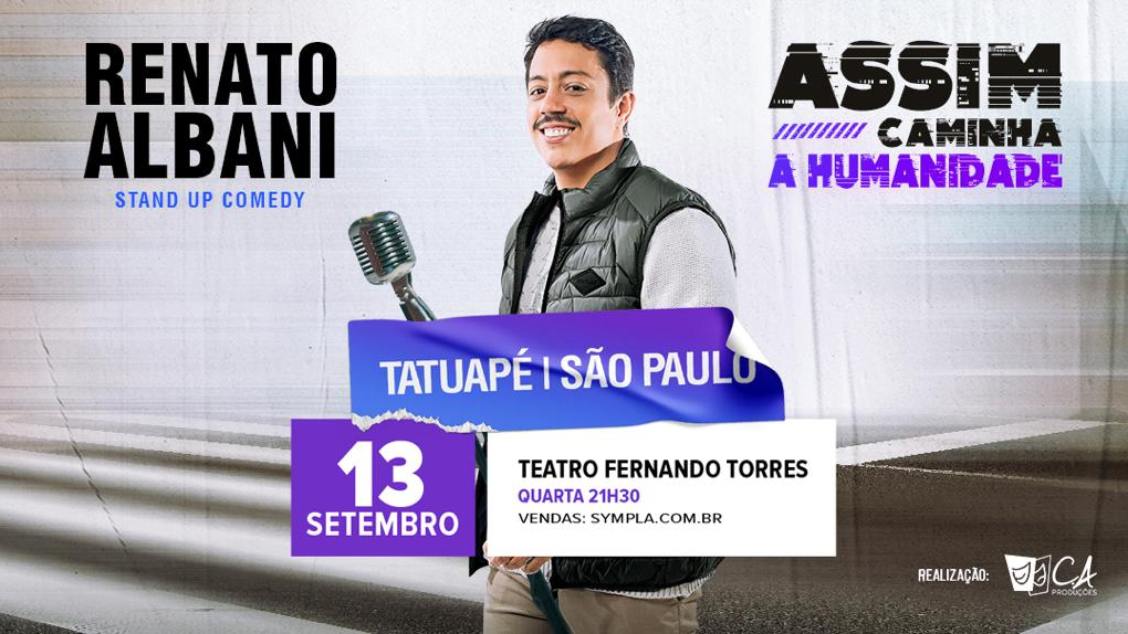 RENATO
ALBANI
STAND UP COMEDY
ASSIM
CAMINHA
A HUMANIDADE
TATUAPÉ | SÃO PAULO
13
SETEMBRO
TEATRO FERNANDO TORRES
QUARTA 21H30
VENDAS: SYMPLA.COM.BR
REALIZAÇÃO:
CA
PRODUÇÕES